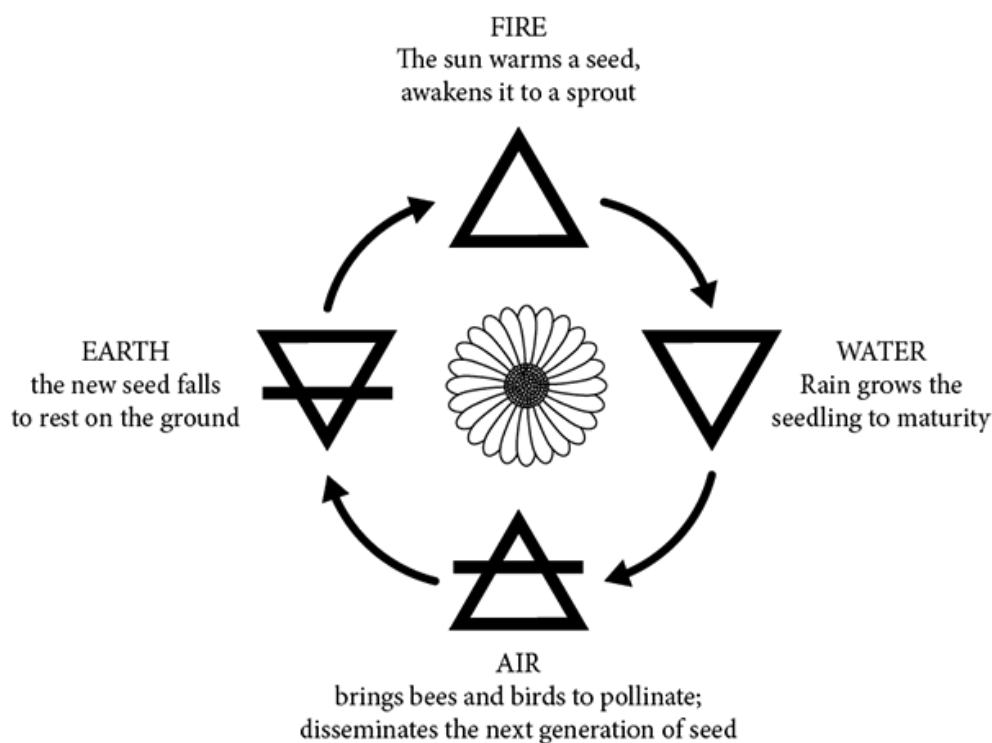 FIRE
The sun warms a seed,
awakens it to a sprout
EARTH
the new seed falls
to rest on the ground
WATER
Rain grows the
seedling to maturity
AIR
brings bees and birds to pollinate;
disseminates the next generation of seed